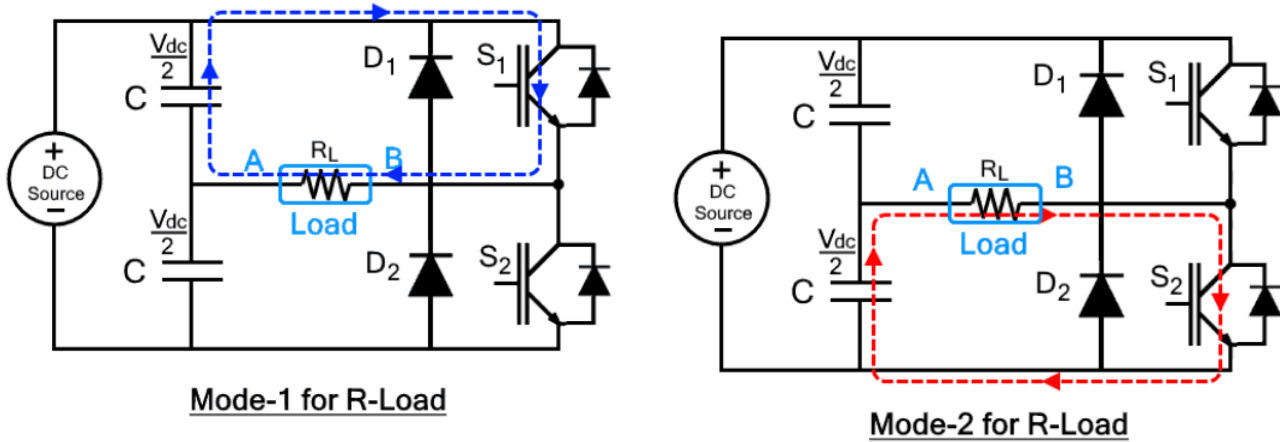 Vdc
2
C
D1
S1
+
DC
Source
−
A
RL
B
Load
Vdc
2
C
D2
S2
Mode-1 for R-Load
Vdc
2
C
D1
S1
+
DC
Source
−
A
RL
B
Load
Vdc
2
C
D2
S2
Mode-2 for R-Load